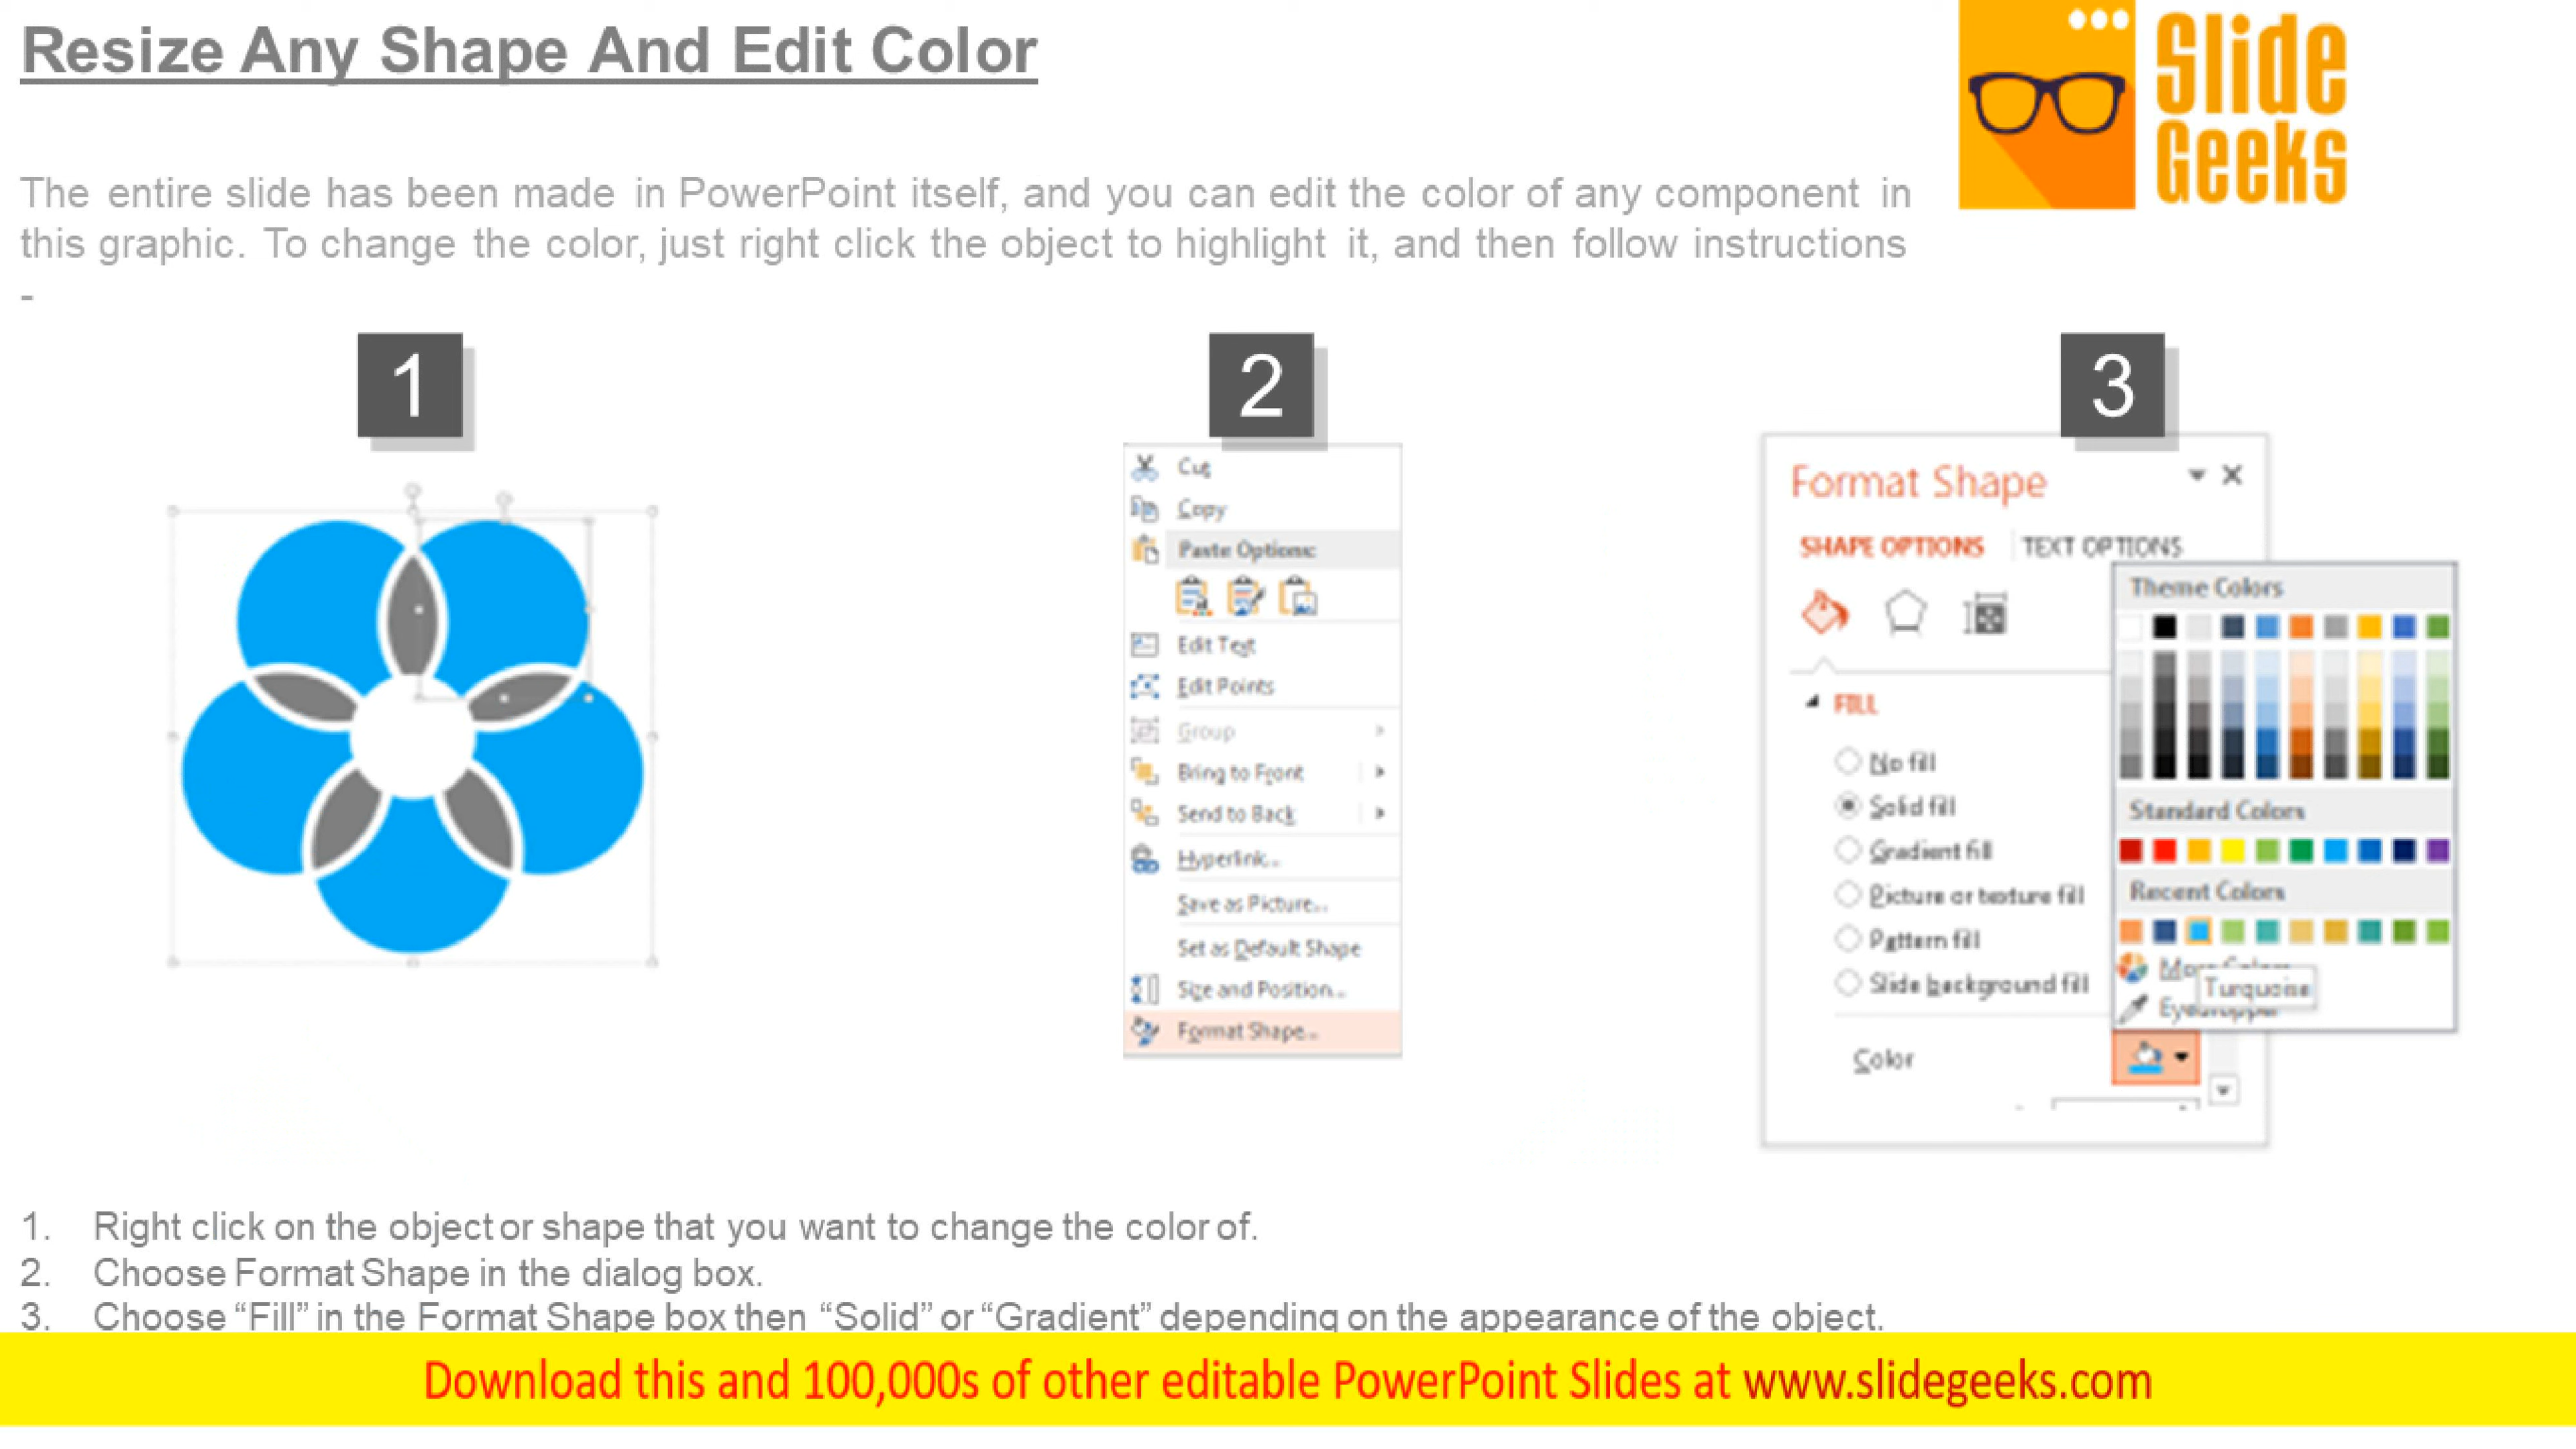 Resize Any Shape And Edit Color
Slide
Geeks
The entire slide has been made in PowerPoint itself, and you can edit the color of any component in
this graphic. To change the color, just right click the object to highlight it, and then follow instructions
-
1
2
3
Cut
Copy
Paste Options:
Edit Text
Edit Points
Group
Bring to Front
Send to Back
Hyperlink...
Save as Picture...
Set as Default Shape
Size and Position...
Format Shape...
Format Shape
SHAPE OPTIONS TEXT OPTIONS
FILL
No fill
Solid fill
Gradient fill
Picture or texture fill
Pattern fill
Slide background fill
Color
Theme Colors
Standard Colors
Recent Colors
Turquoise
1. Right click on the object or shape that you want to change the color of.
2. Choose Format Shape in the dialog box.
3. Choose “Fill” in the Format Shape box then “Solid” or “Gradient” depending on the appearance of the object.
Download this and 100,000s of other editable PowerPoint Slides at www.slidegeeks.com